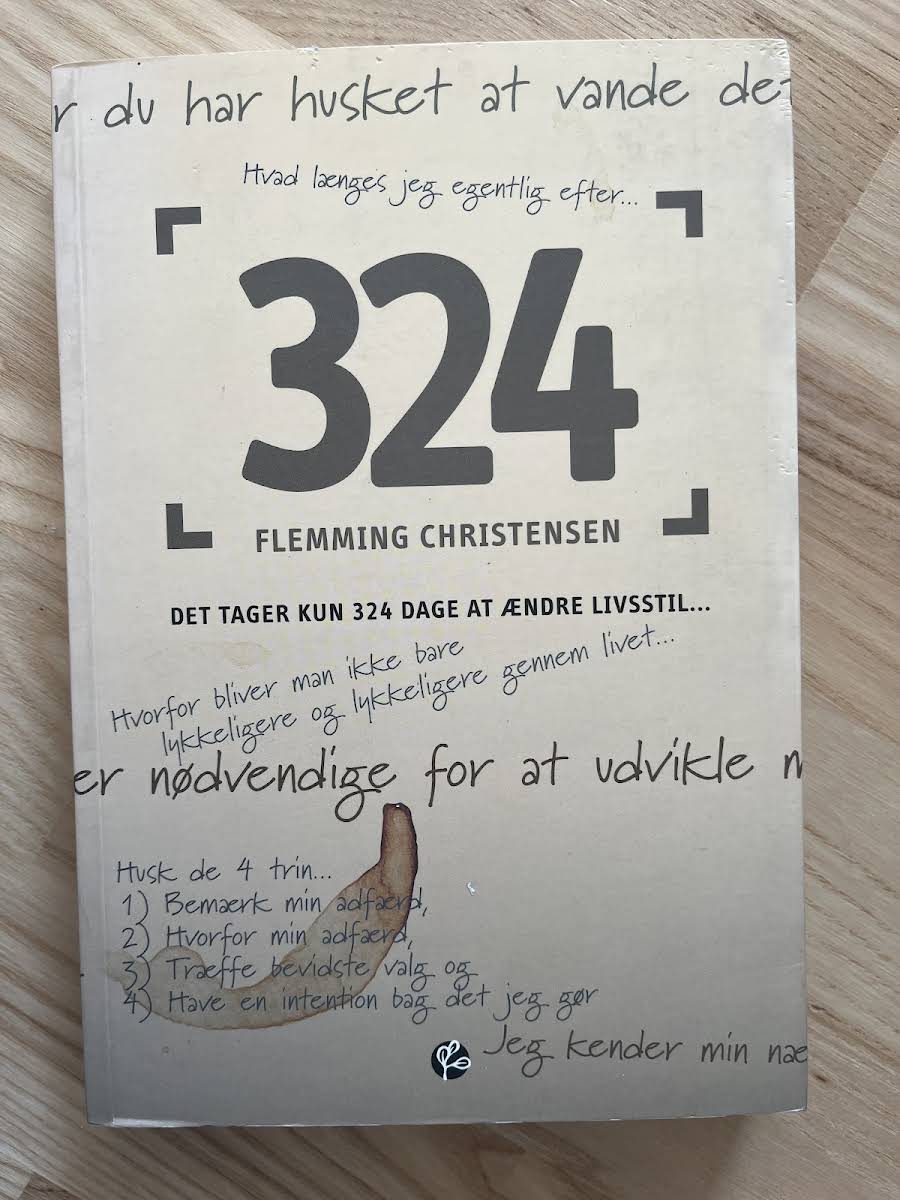 r du har husket at vande de
Hvad længes jeg egentlig efter...
324
FLEMMING CHRISTENSEN
DET TAGER KUN 324 DAGE AT ÆNDRE LIVSSTIL...
Hvorfor bliver man ikke bare
lykkeligere og lykkeligere gennem livet...
er nødvendige for at udvikle m
Husk de 4 trin...
1) Bemærk min adfærd,
2) Hvorfor min adfærd,
3) Træffe bevidste valg og
4) Have en intention bag det jeg gør
Jeg kender min næ